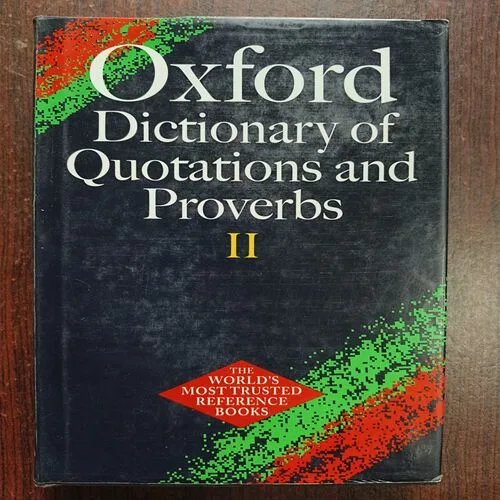 Oxford
Dictionary of
Quotations and
Proverbs
II
THE
WORLD'S
MOST TRUSTED
REFERENCE
BOOKS